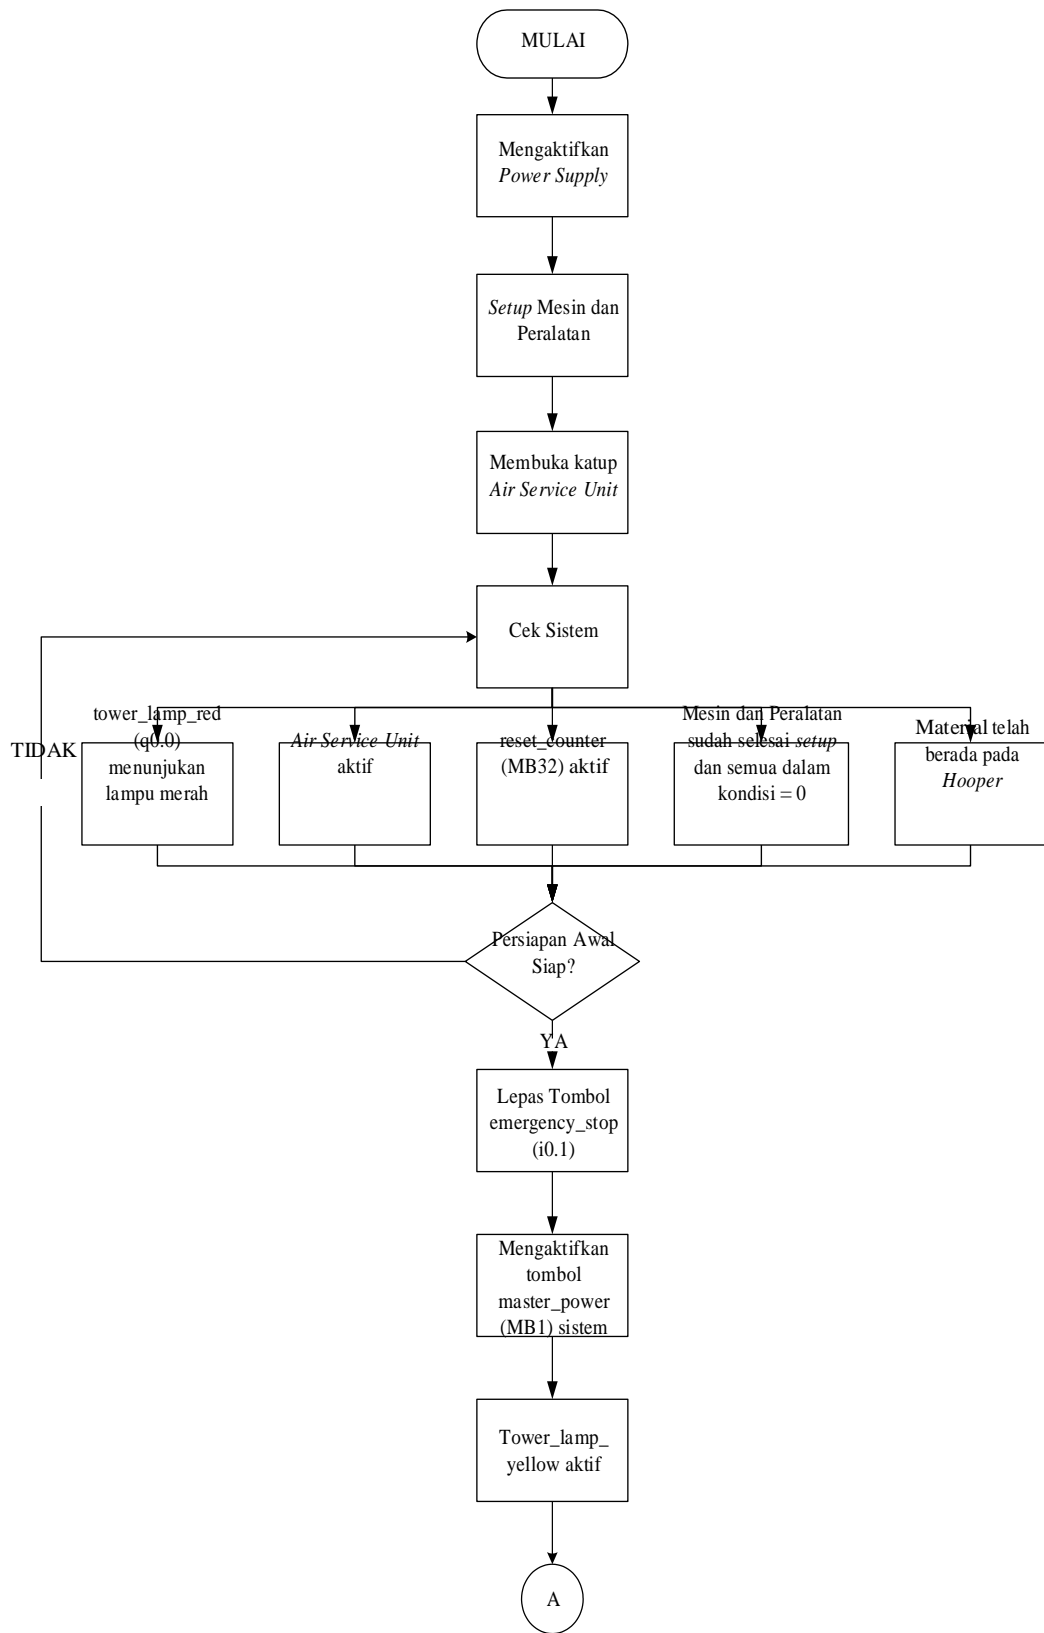 MULAI
Mengaktifkan
Power Supply
Setup Mesin dan
Peralatan
Membuka katup
Air Service Unit
Cek Sistem
TIDAK
tower_lamp_red
(q0.0)
menunjukan
lampu merah
Air Service Unit
aktif
reset_counter
(MB32) aktif
Mesin dan Peralatan
sudah selesai setup
dan semua dalam
kondisi = 0
Material telah
berada pada
Hooper
Persiapan Awal
Siap?
YA
Lepas Tombol
emergency_stop
(i0.1)
Mengaktifkan
tombol
master_power
(MB1) sistem
Tower_lamp_
yellow aktif
A